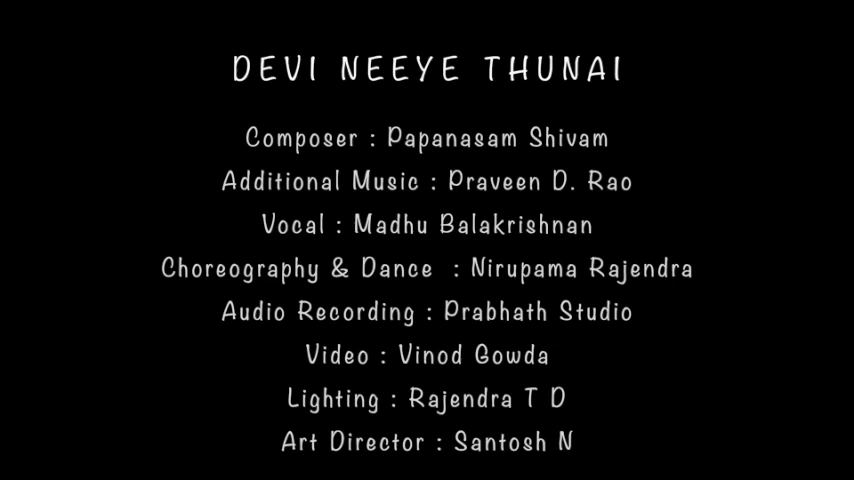 DEVI NEEYE THUNAI
Composer : Papanasam Shivam
Additional Music : Praveen D. Rao
Vocal : Madhu Balakrishnan
Choreography & Dance : Nirupama Rajendra
Audio Recording : Prabhath Studio
Video : Vinod Gowda
Lighting : Rajendra T D
Art Director : Santosh N